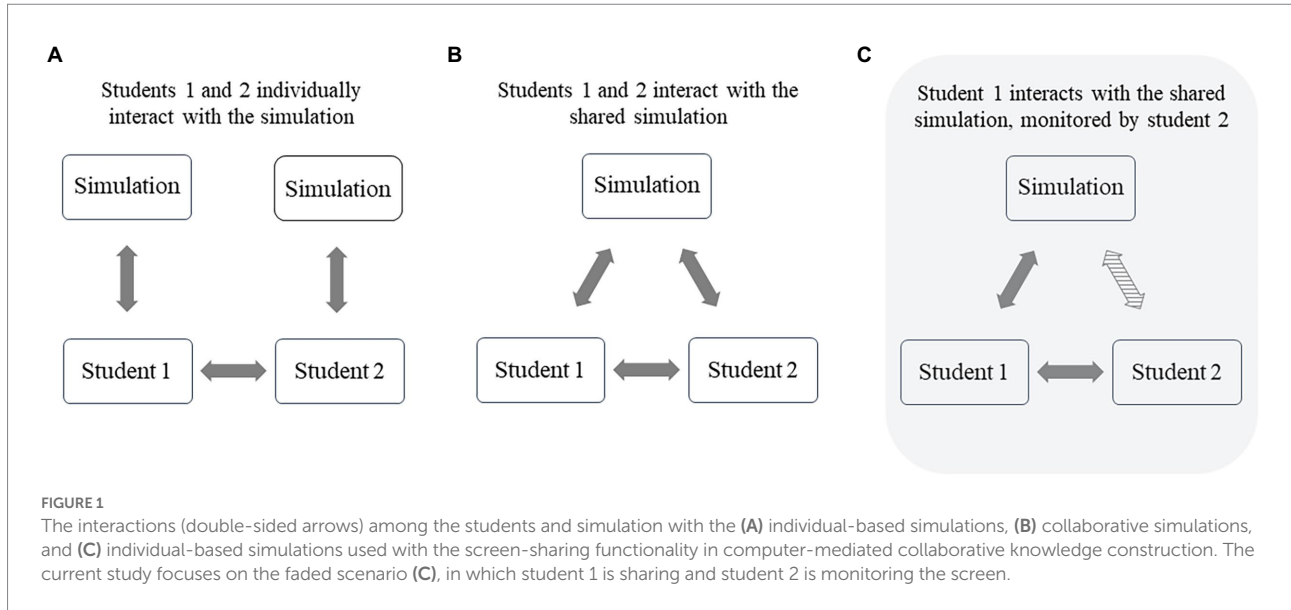 A
Students 1 and 2 individually
interact with the simulation
Simulation
Simulation
Student 1
Student 2
B
Students 1 and 2 interact with the
shared simulation
Simulation
Student 1
Student 2
C
Student 1 interacts with the shared
simulation, monitored by student 2
Simulation
Student 1
Student 2
FIGURE 1
The interactions (double-sided arrows) among the students and simulation with the (A) individual-based simulations, (B) collaborative simulations,
and (C) individual-based simulations used with the screen-sharing functionality in computer-mediated collaborative knowledge construction. The
current study focuses on the faded scenario (C), in which student 1 is sharing and student 2 is monitoring the screen.